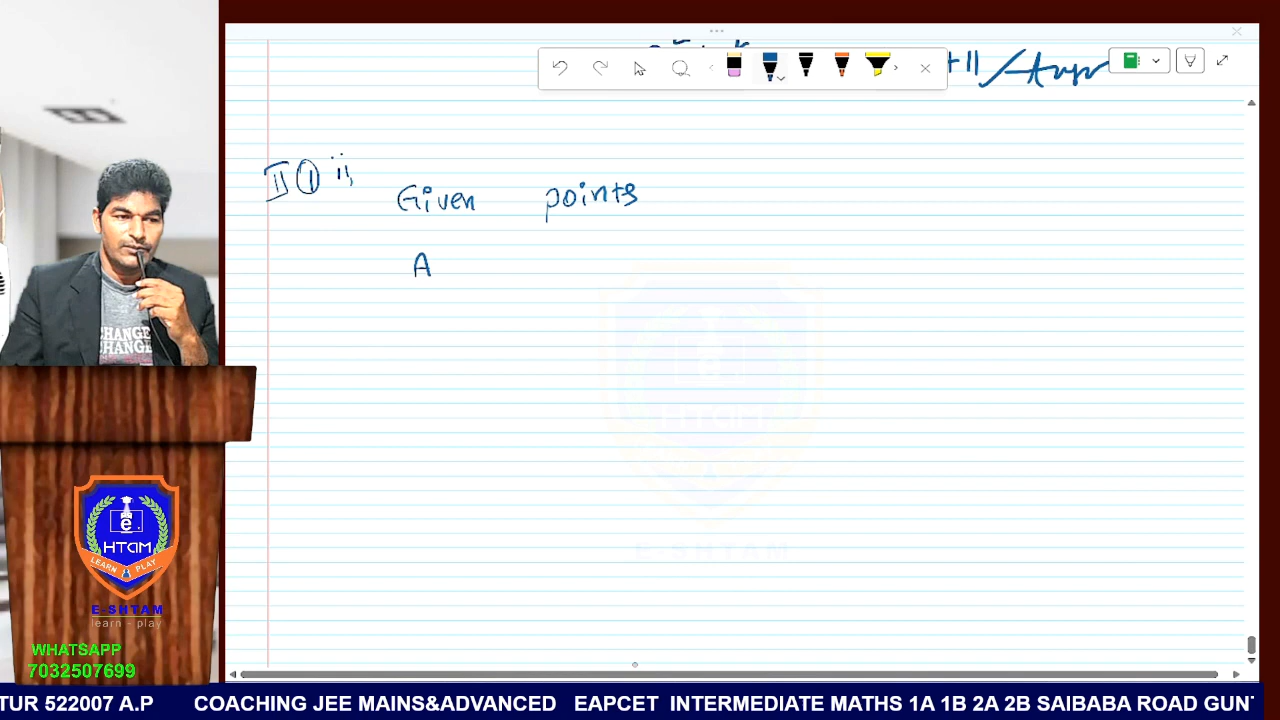 II ① ii,
Given points
A
CHANGE
CHANGE
e
HTAM
LEARN & PLAY
E-SHTAM
learn - play
WHATSAPP
7032507699
TUR 522007 A.P COACHING JEE MAINS&ADVANCED EAPCET INTERMEDIATE MATHS 1A 1B 2A 2B SAIBABA ROAD GUNT